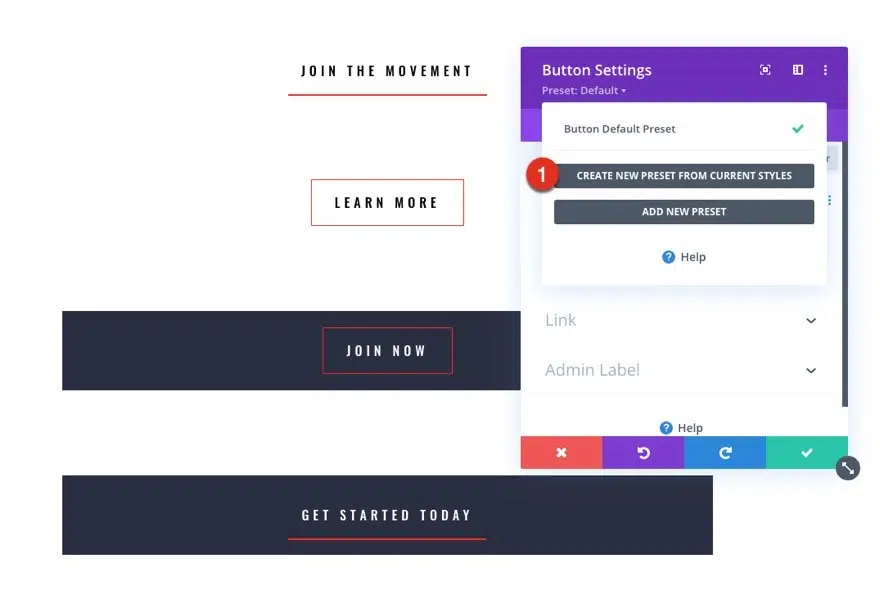 JOIN THE MOVEMENT
LEARN MORE
JOIN NOW
GET STARTED TODAY
Button Settings
Preset: Default
Button Default Preset
r
1
CREATE NEW PRESET FROM CURRENT STYLES
ADD NEW PRESET
Help
Link
Admin Label
Help